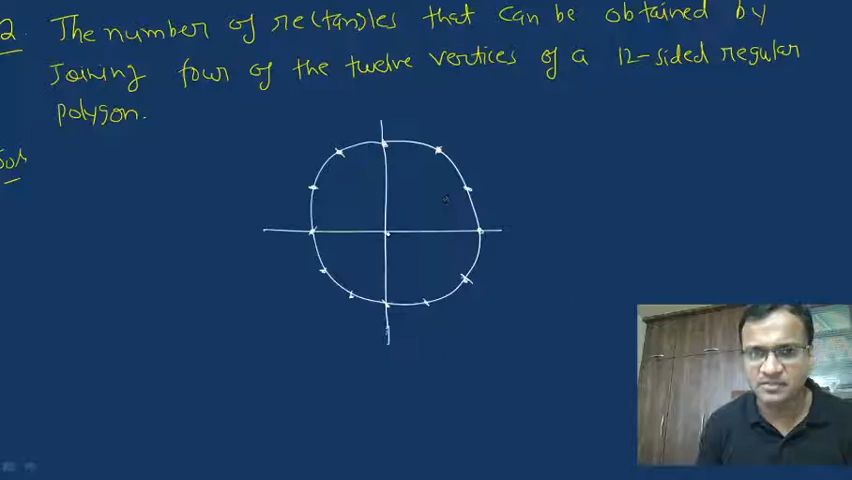 2. The number of rectangles that can be obtained by
Joining four of the twelve vertices of a 12-sided regular
polygon.
Sol